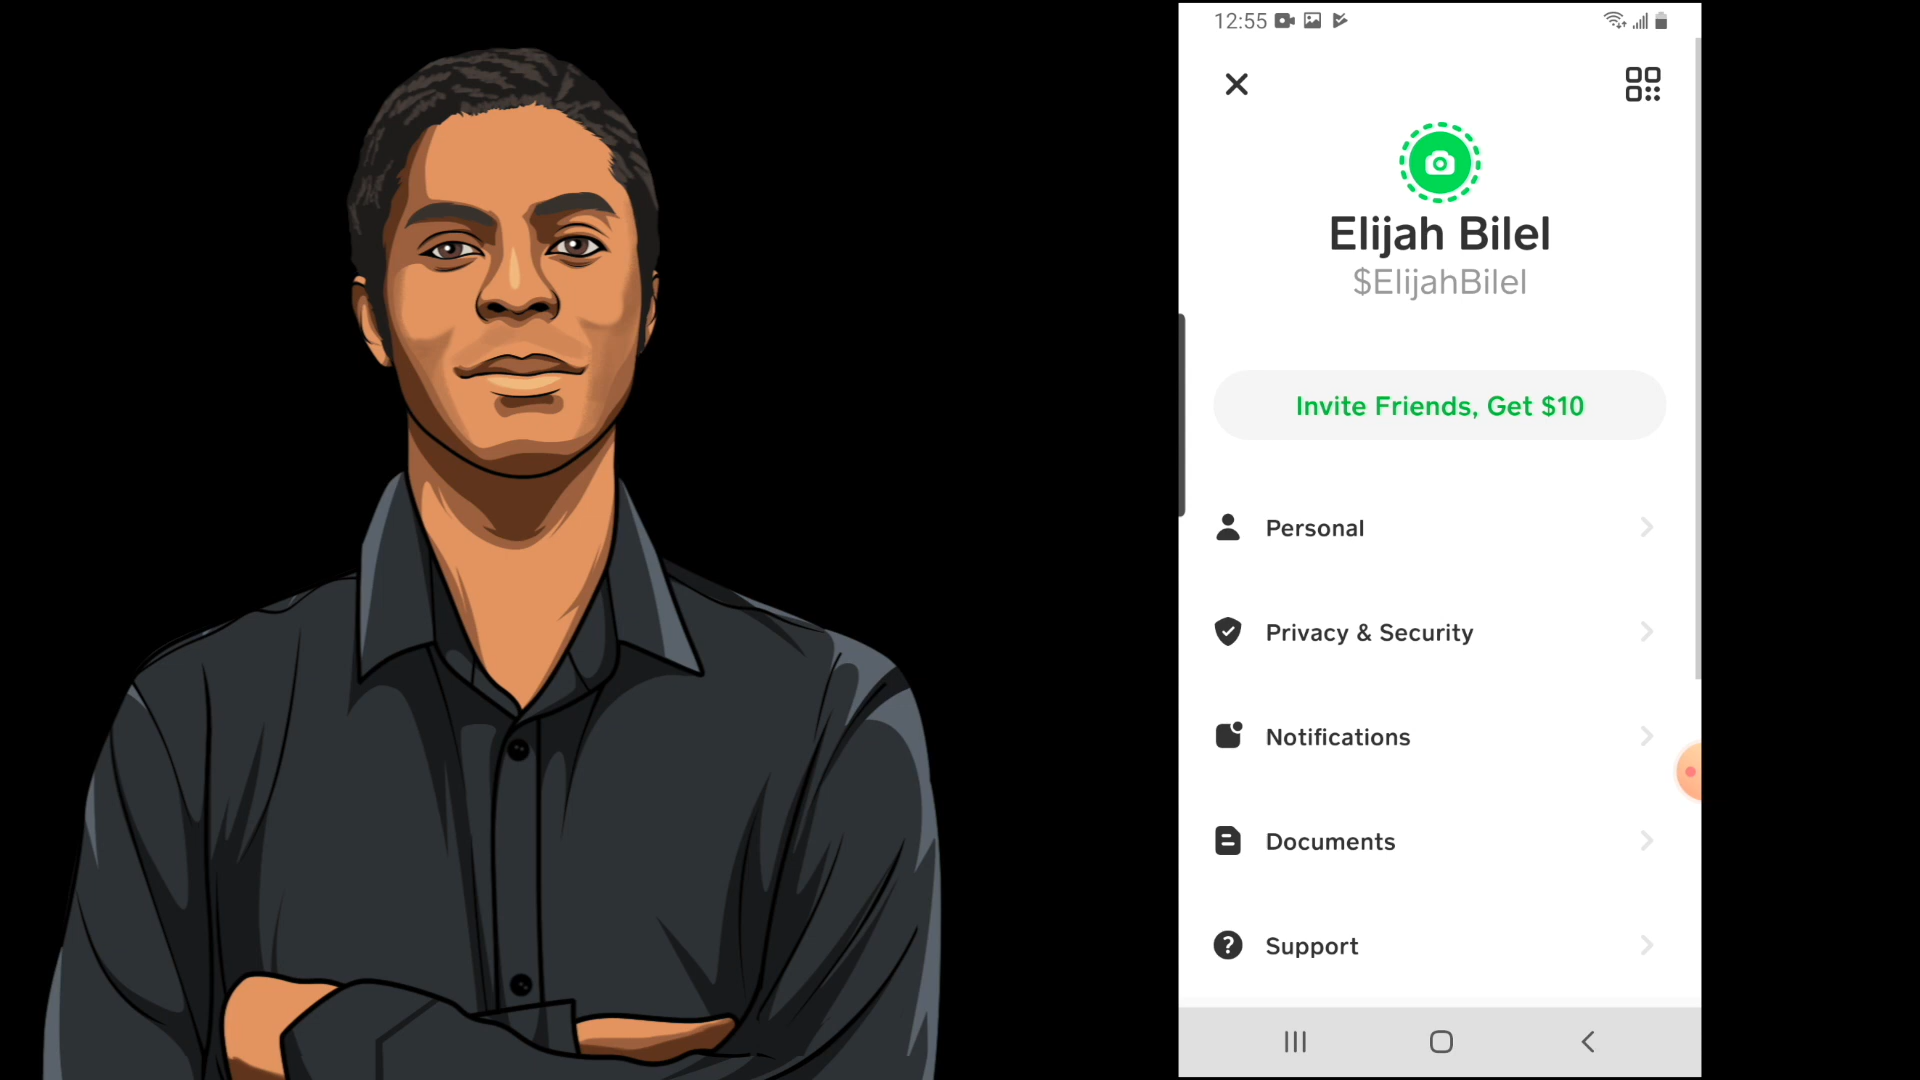 12:55
Elijah Bilel
$ElijahBilel
Invite Friends, Get $10
Personal
Privacy & Security
Notifications
Documents
Support